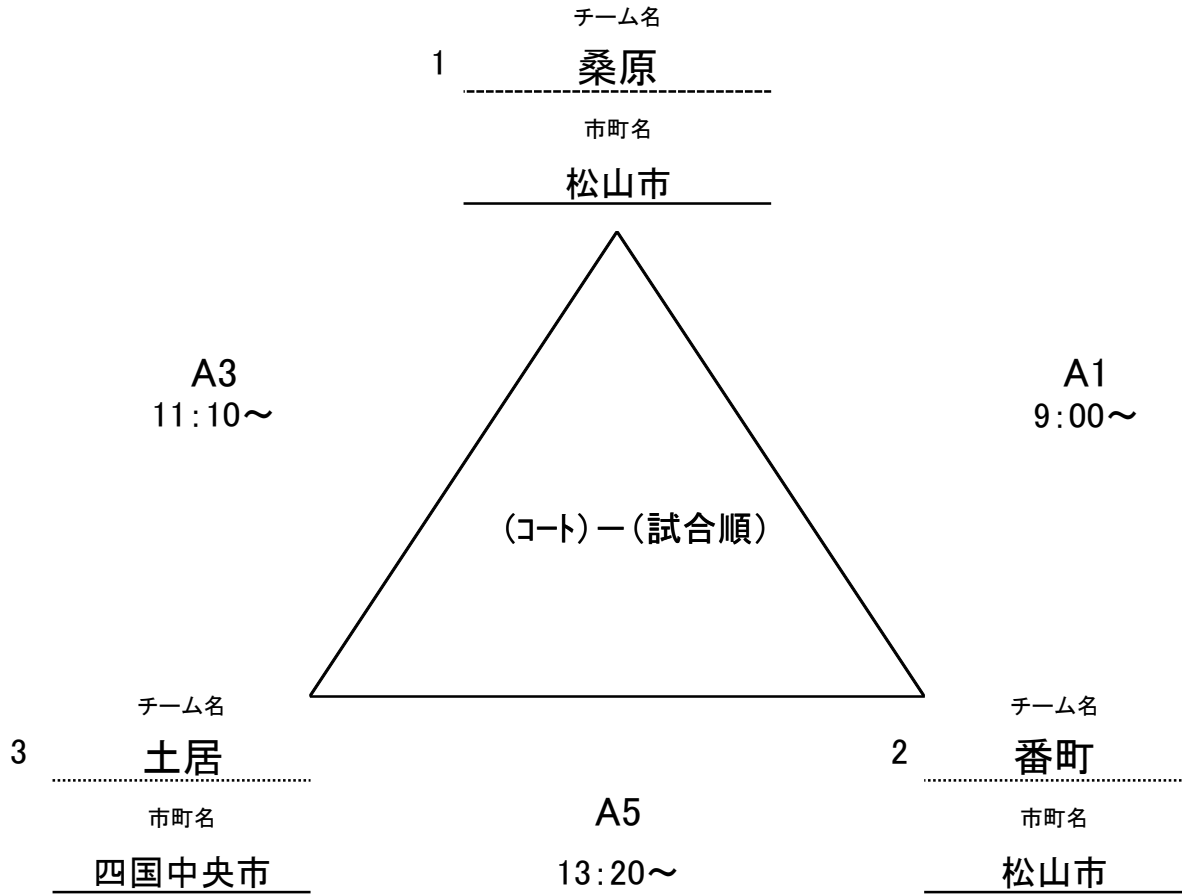 チーム名
1 桑原
市町名
松山市
A3
11:10～
A1
9:00～
(コート)－(試合順)
チーム名
3 土居
市町名
四国中央市
A5
13:20～
チーム名
2 番町
市町名
松山市